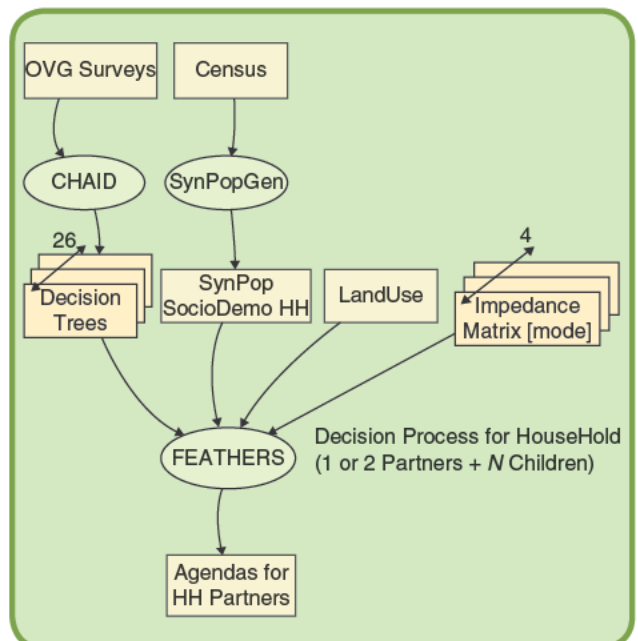 OVG Surveys
Census
CHAID
SynPopGen
26
4
Decision
Trees
SynPop
SocioDemo HH
LandUse
Impedance
Matrix [mode]
FEATHERS
Decision Process for HouseHold
(1 or 2 Partners + N Children)
Agendas for
HH Partners